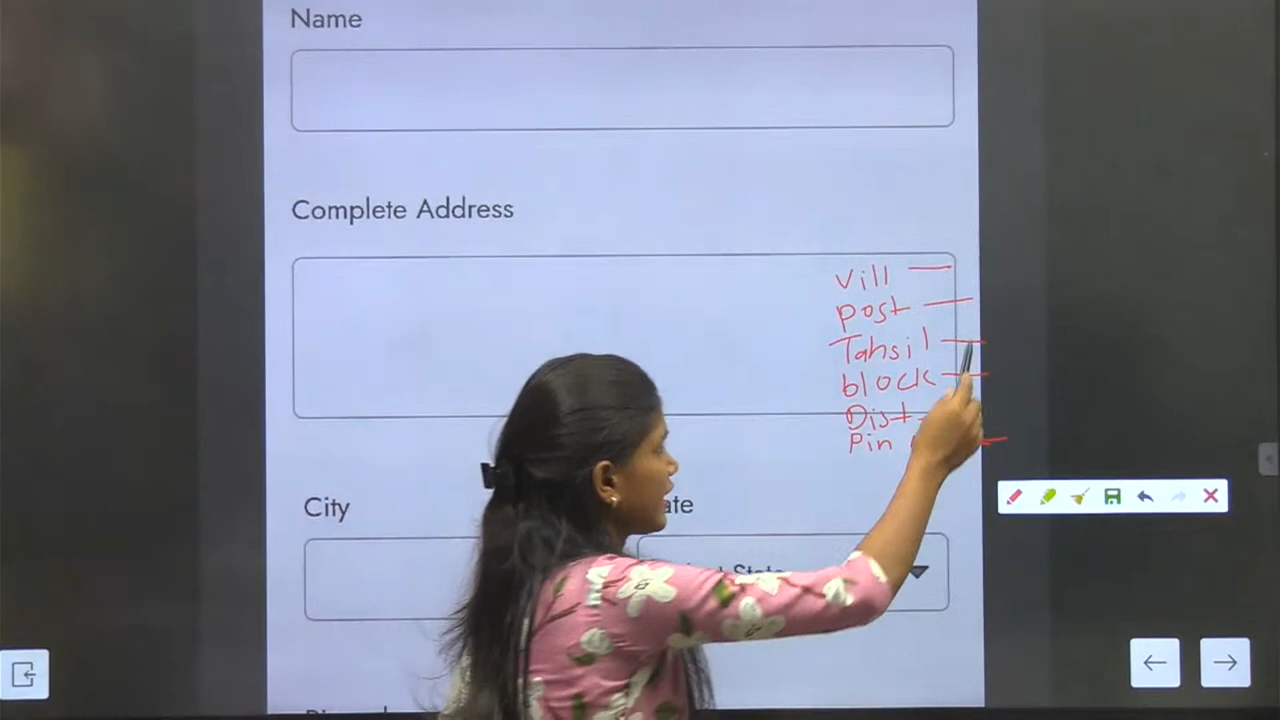 Name
Complete Address
Vill
post
Tahsil
block
Dist
Pin
City